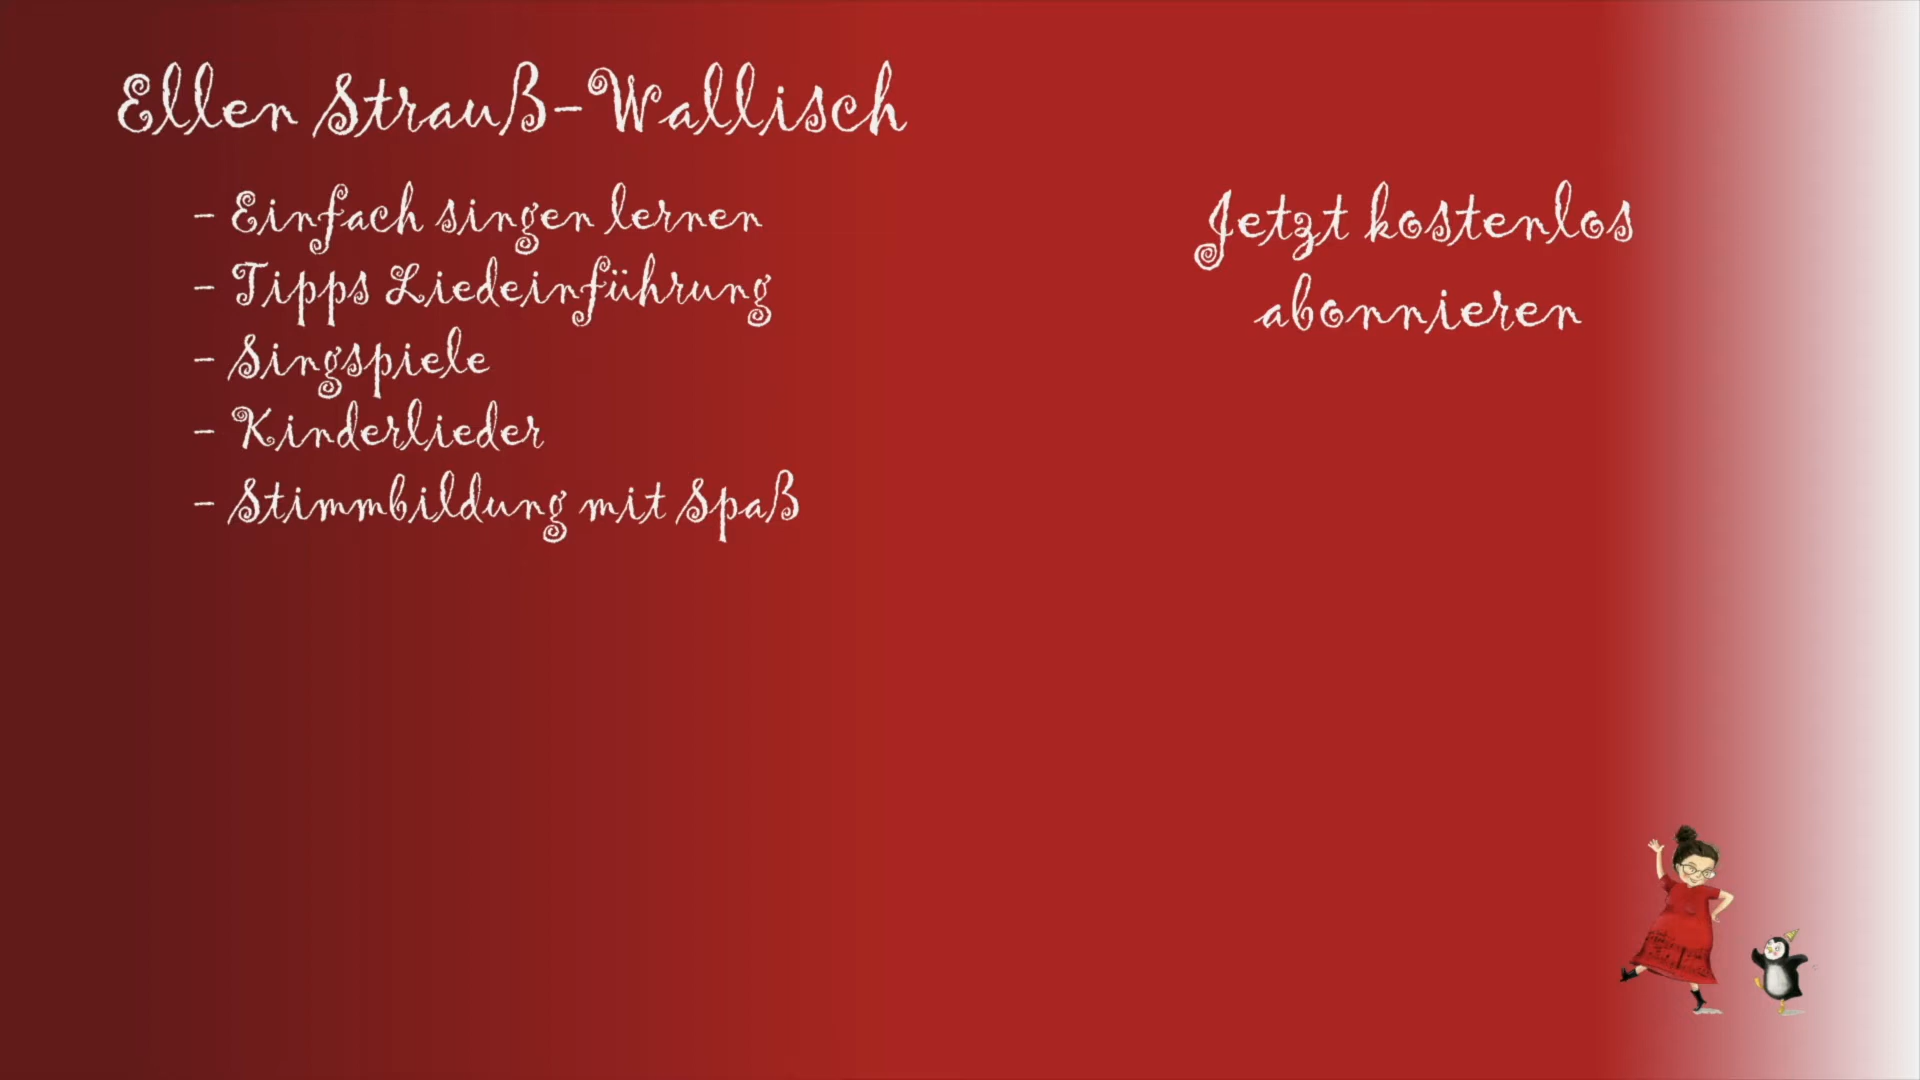 Ellen Strauß-Wallisch
- Einfach singen lernen
- Tipps Liedeinführung
- Singspiele
- Kinderlieder
- Stimmbildung mit Spaß
Jetzt kostenlos
abonnieren